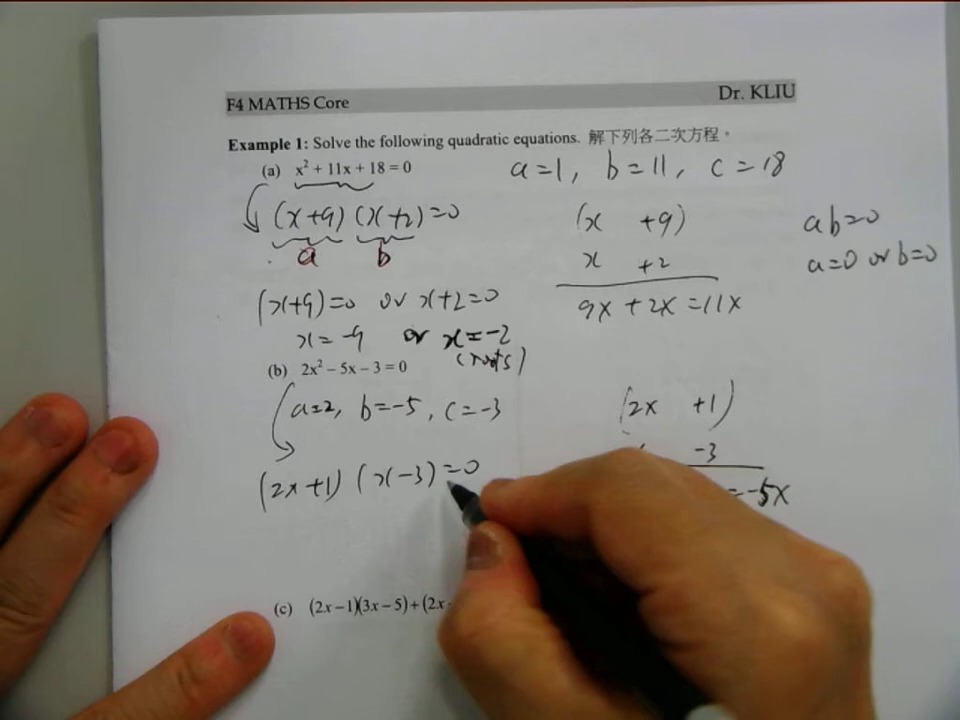 F4 MATHS Core Dr. KLIU
Example 1: Solve the following quadratic equations. 解下列各二次方程。
(a) x² + 11x + 18 = 0 a=1, b=11, c=18
(x+9)(x+2)=0
a b
(x +9)
x +2
9x+2x=11x
ab=0
a=0 or b=0
(x+9)=0 or x+2=0
x=-9 or x=-2
(roots)
(b) 2x² − 5x − 3 = 0
a=2, b=-5, c=-3
(2x+1)(x-3)=0
(2x +1)
-3
=-5x
(c) (2x−1)(3x−5)+(2x-